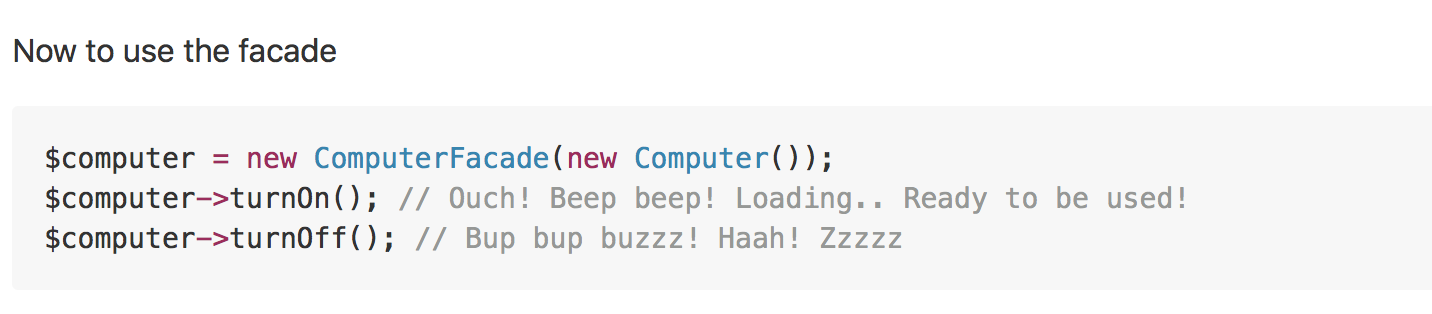 Now to use the facade
$computer = new ComputerFacade(new Computer());
$computer->turnOn(); // Ouch! Beep beep! Loading.. Ready to be used!
$computer->turnOff(); // Bup bup buzzz! Haah! Zzzzz